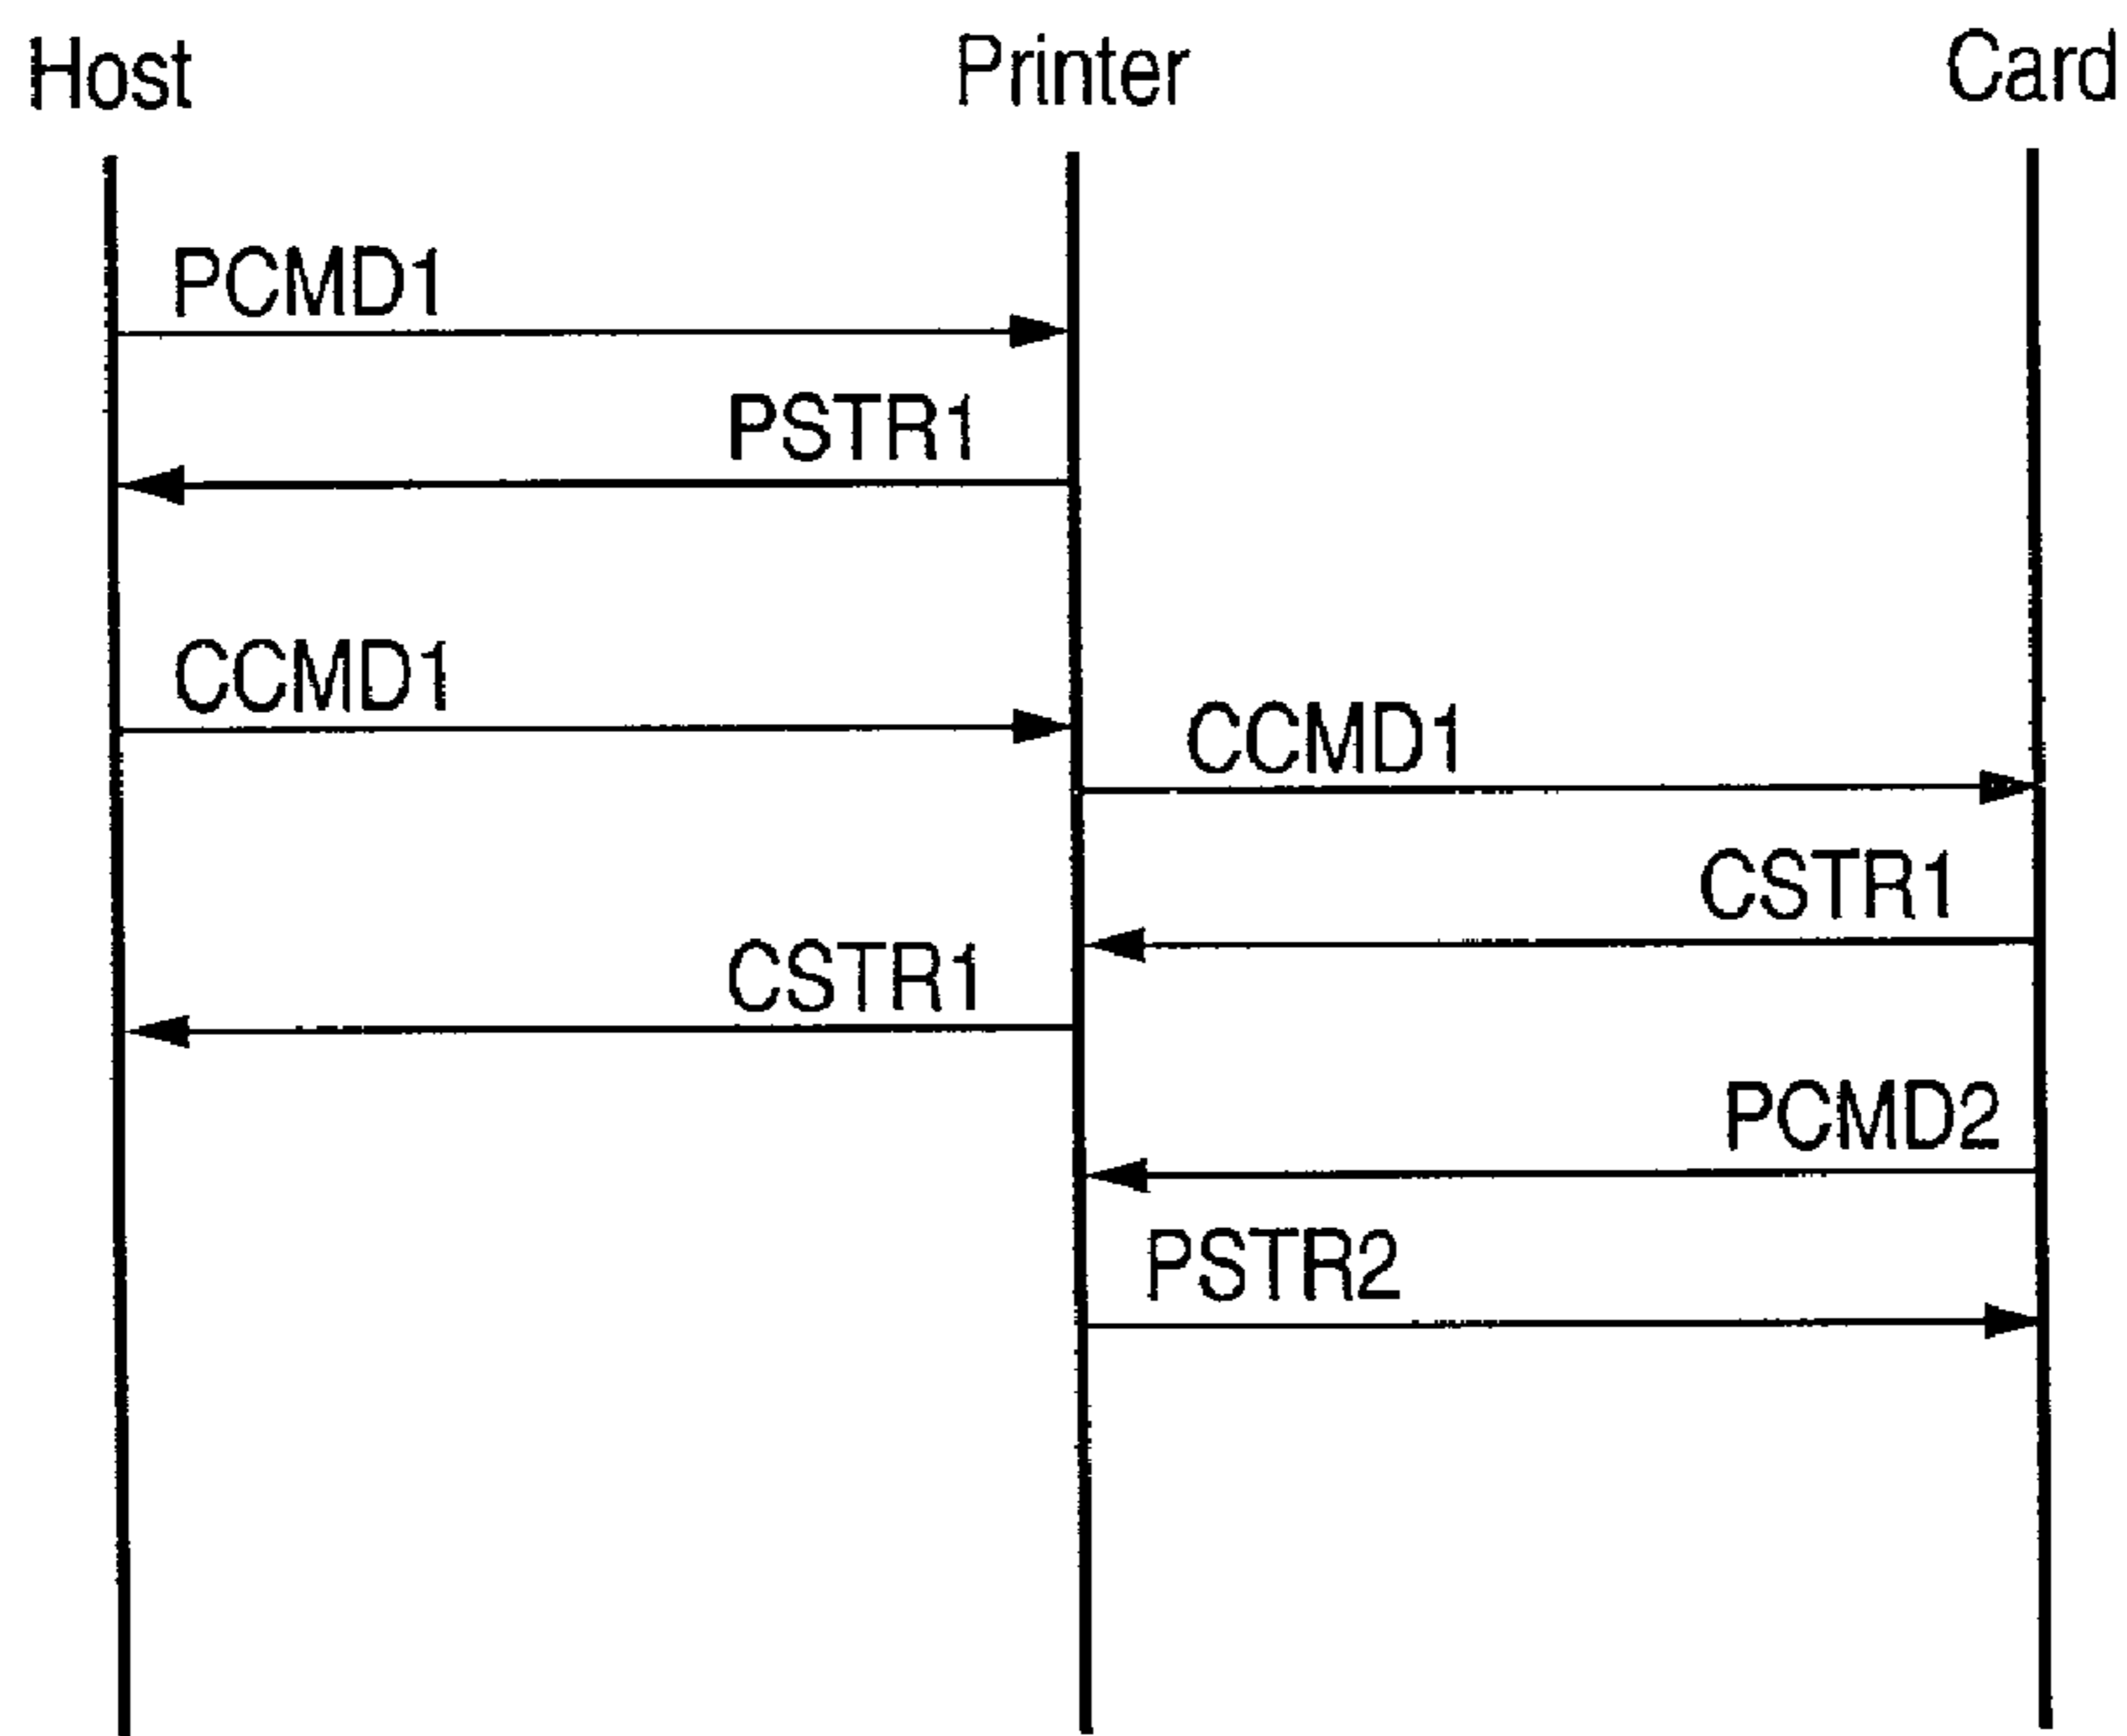 Host Printer Card
PCMD1
PSTR1
CCMD1
CCMD1
CSTR1
CSTR1
PCMD2
PSTR2